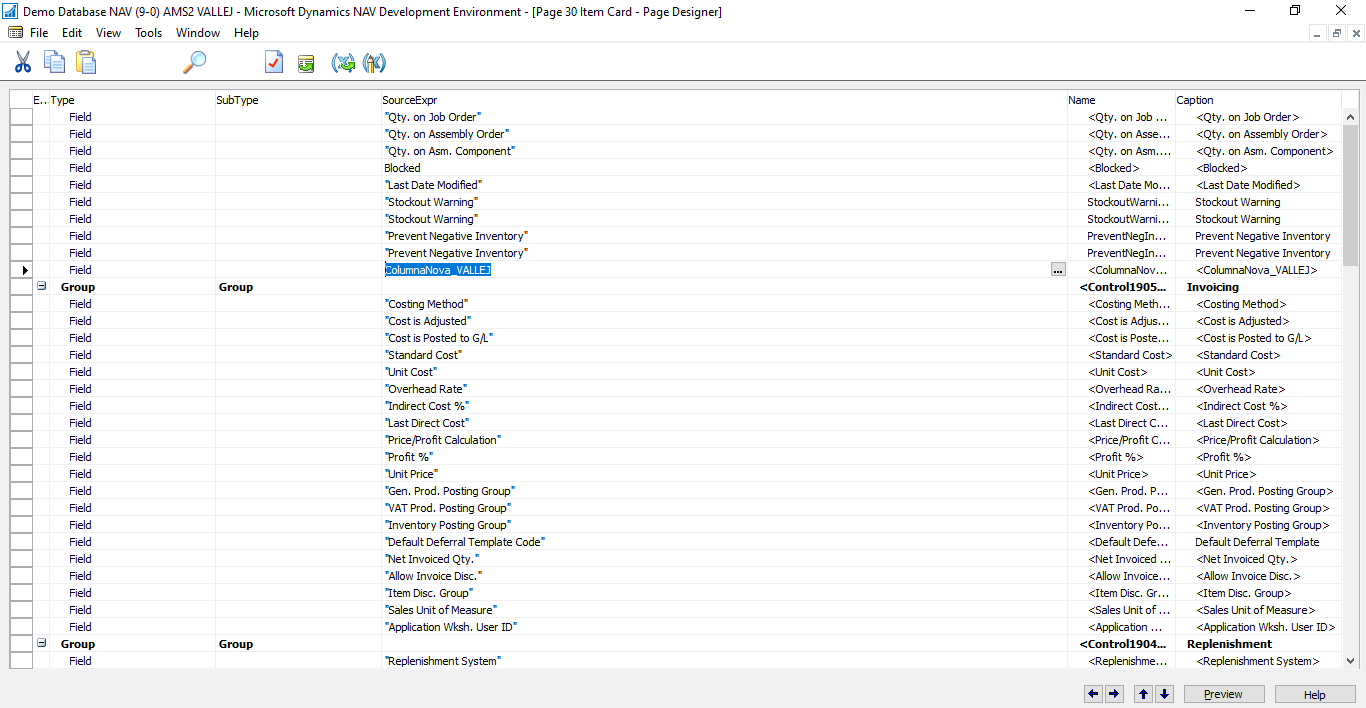 Demo Database NAV (9-0) AMS2 VALLEJ - Microsoft Dynamics NAV Development Environment - [Page 30 Item Card - Page Designer]
File Edit View Tools Window Help
E.. Type SubType SourceExpr Name Caption
Field "Qty. on Job Order" <Qty. on Job ... <Qty. on Job Order>
Field "Qty. on Assembly Order" <Qty. on Asse... <Qty. on Assembly Order>
Field "Qty. on Asm. Component" <Qty. on Asm.... <Qty. on Asm. Component>
Field Blocked <Blocked> <Blocked>
Field "Last Date Modified" <Last Date Mo... <Last Date Modified>
Field "Stockout Warning" StockoutWarni... Stockout Warning
Field "Stockout Warning" StockoutWarni... Stockout Warning
Field "Prevent Negative Inventory" PreventNegIn... Prevent Negative Inventory
Field "Prevent Negative Inventory" PreventNegIn... Prevent Negative Inventory
Field ColumnaNova_VALLEJ ... <ColumnaNov... <ColumnaNova_VALLEJ>
Group Group <Control1905... Invoicing
Field "Costing Method" <Costing Meth... <Costing Method>
Field "Cost is Adjusted" <Cost is Adjus... <Cost is Adjusted>
Field "Cost is Posted to G/L" <Cost is Poste... <Cost is Posted to G/L>
Field "Standard Cost" <Standard Cost> <Standard Cost>
Field "Unit Cost" <Unit Cost> <Unit Cost>
Field "Overhead Rate" <Overhead Ra... <Overhead Rate>
Field "Indirect Cost %" <Indirect Cost... <Indirect Cost %>
Field "Last Direct Cost" <Last Direct C... <Last Direct Cost>
Field "Price/Profit Calculation" <Price/Profit C... <Price/Profit Calculation>
Field "Profit %" <Profit %> <Profit %>
Field "Unit Price" <Unit Price> <Unit Price>
Field "Gen. Prod. Posting Group" <Gen. Prod. P... <Gen. Prod. Posting Group>
Field "VAT Prod. Posting Group" <VAT Prod. Po... <VAT Prod. Posting Group>
Field "Inventory Posting Group" <Inventory Po... <Inventory Posting Group>
Field "Default Deferral Template Code" <Default Defe... Default Deferral Template
Field "Net Invoiced Qty." <Net Invoiced ... <Net Invoiced Qty.>
Field "Allow Invoice Disc." <Allow Invoice... <Allow Invoice Disc.>
Field "Item Disc. Group" <Item Disc. Gr... <Item Disc. Group>
Field "Sales Unit of Measure" <Sales Unit of ... <Sales Unit of Measure>
Field "Application Wksh. User ID" <Application ... <Application Wksh. User ID>
Group Group <Control1904... Replenishment
Field "Replenishment System" <Replenishme... <Replenishment System>
Preview Help